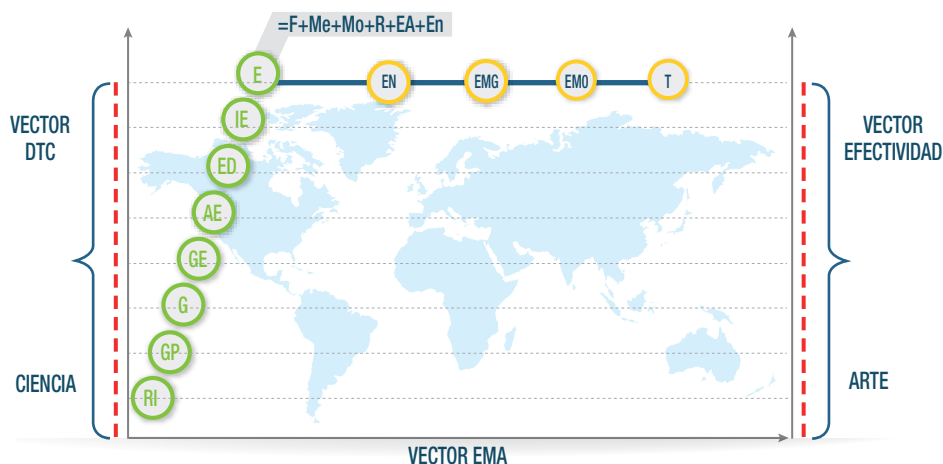 =F+Me+Mo+R+EA+En
E
EN
EMG
EMO
T
VECTOR
DTC
IE
ED
AE
GE
G
GP
RI
CIENCIA
VECTOR
EFECTIVIDAD
ARTE
VECTOR EMA